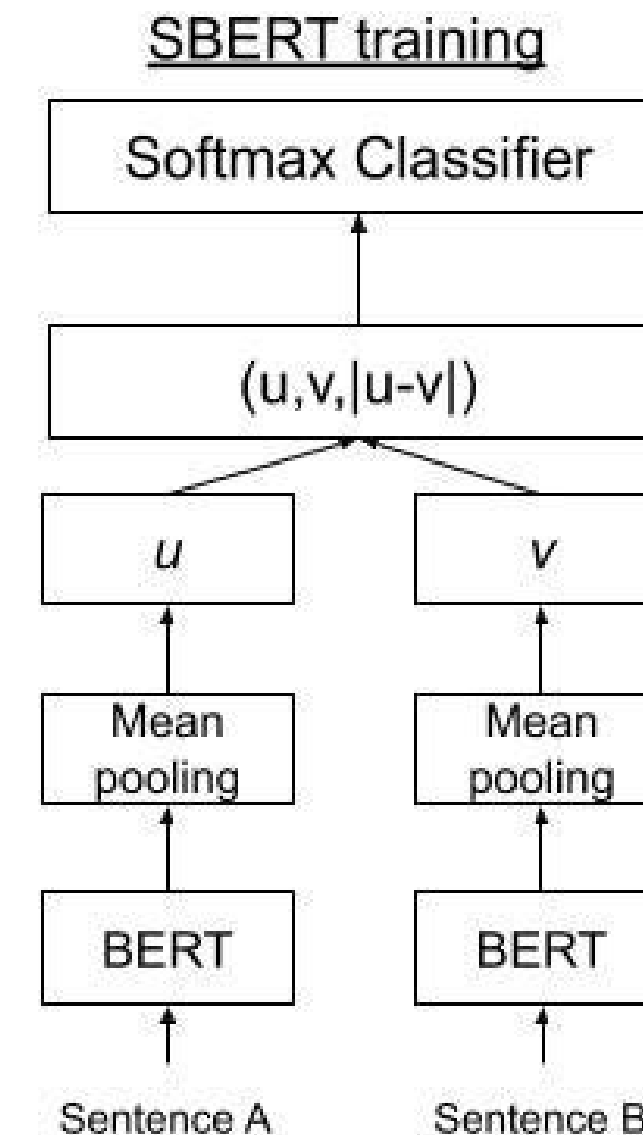 SBERT training
Softmax Classifier
(u,v,|u-v|)
u
v
Mean
pooling
Mean
pooling
BERT
BERT
Sentence A
Sentence B